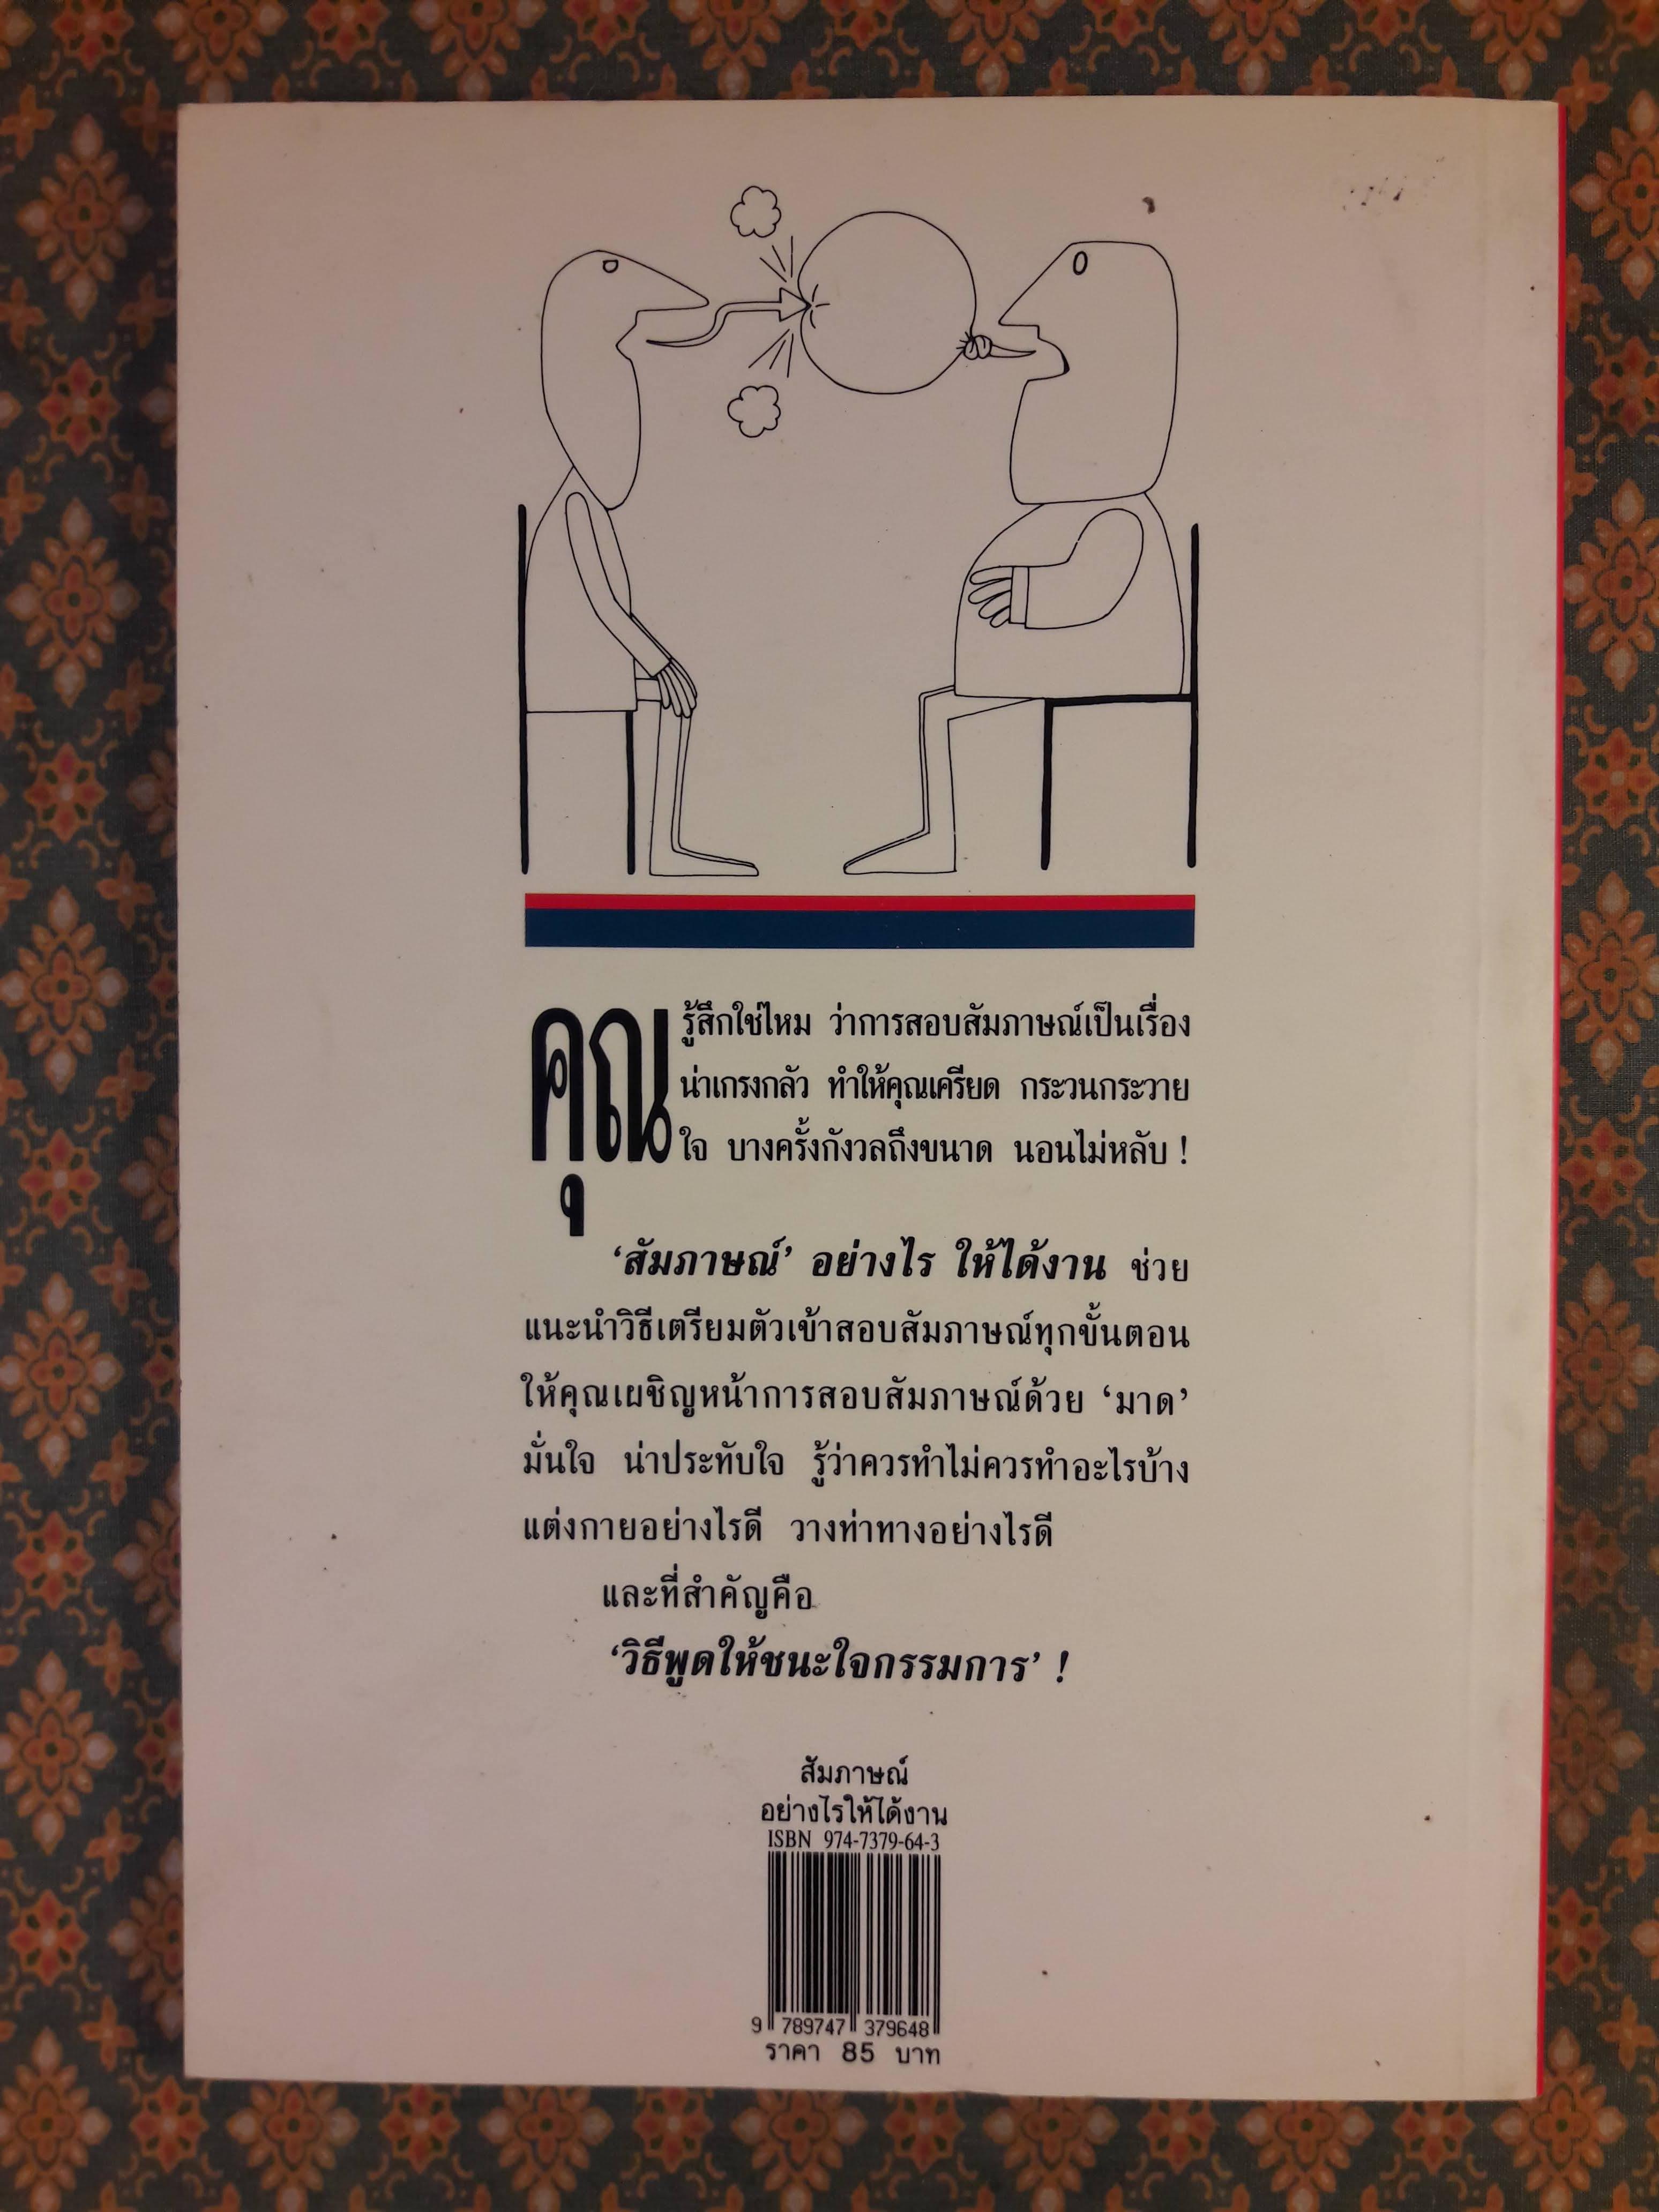 คุณรู้สึกใช่ไหม ว่าการสอบสัมภาษณ์เป็นเรื่อง
น่าเกรงกลัว ทำให้คุณเครียด กระวนกระวาย
ใจ บางครั้งกังวลถึงขนาด นอนไม่หลับ !
‘สัมภาษณ์’ อย่างไร ให้ได้งาน ช่วย
แนะนำวิธีเตรียมตัวเข้าสอบสัมภาษณ์ทุกขั้นตอน
ให้คุณเผชิญหน้าการสอบสัมภาษณ์ด้วย ‘มาด’
มั่นใจ น่าประทับใจ รู้ว่าควรทำไม่ควรทำอะไรบ้าง
แต่งกายอย่างไรดี วางท่าทางอย่างไรดี
และที่สำคัญคือ
‘วิธีพูดให้ชนะใจกรรมการ’ !
สัมภาษณ์
อย่างไรให้ได้งาน
ISBN 974-7379-64-3
9 789747 379648
ราคา 85 บาท